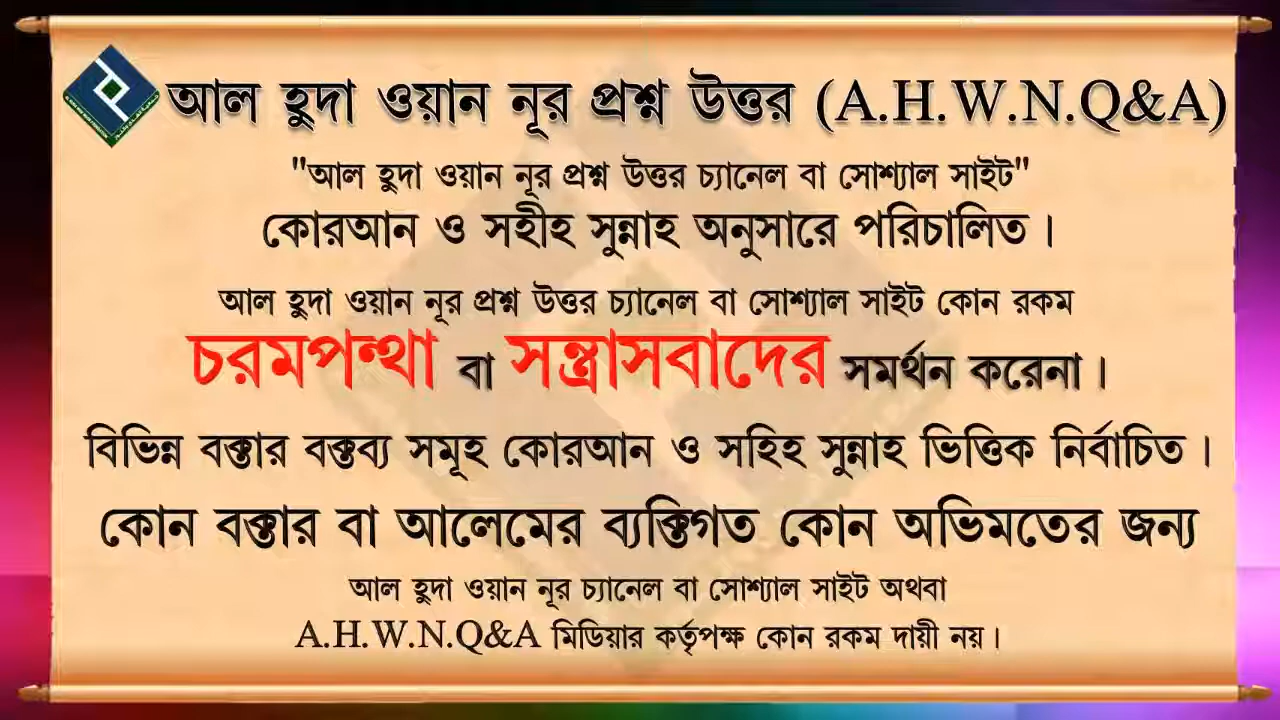 আল হুদা ওয়ান নূর প্রশ্ন উত্তর (A.H.W.N.Q&A)
"আল হুদা ওয়ান নূর প্রশ্ন উত্তর চ্যানেল বা সোশ্যাল সাইট"
কোরআন ও সহীহ সুন্নাহ অনুসারে পরিচালিত।
আল হুদা ওয়ান নূর প্রশ্ন উত্তর চ্যানেল বা সোশ্যাল সাইট কোন রকম
চরমপন্থা বা সন্ত্রাসবাদের সমর্থন করেনা।
বিভিন্ন বক্তার বক্তব্য সমূহ কোরআন ও সহিহ সুন্নাহ ভিত্তিক নির্বাচিত।
কোন বক্তার বা আলেমের ব্যক্তিগত কোন অভিমতের জন্য
আল হুদা ওয়ান নূর চ্যানেল বা সোশ্যাল সাইট অথবা
A.H.W.N.Q&A মিডিয়ার কর্তৃপক্ষ কোন রকম দায়ী নয়।